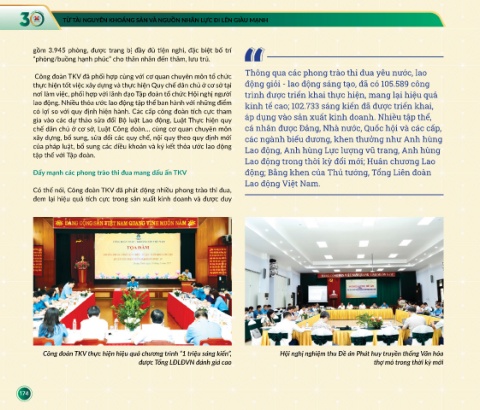 30
TỪ TÀI NGUYÊN KHOÁNG SẢN VÀ NGUỒN NHÂN LỰC ĐI LÊN GIÀU MẠNH
gồm 3.945 phòng, được trang bị đầy đủ tiện nghi, đặc biệt bố trí
"phòng/buồng hạnh phúc" cho thân nhân đến thăm, lưu trú.
Công đoàn TKV đã phối hợp cùng với cơ quan chuyên môn tổ chức
thực hiện tốt việc xây dựng và thực hiện Quy chế dân chủ ở cơ sở tại
nơi làm việc, phối hợp với lãnh đạo Tập đoàn tổ chức Hội nghị người
lao động. Nhiều thỏa ước lao động tập thể ban hành với những điểm
có lợi so với quy định hiện hành. Các cấp công đoàn tích cực tham
gia vào các dự thảo sửa đổi Bộ luật Lao động, Luật Thực hiện quy
chế dân chủ ở cơ sở, Luật Công đoàn... cùng cơ quan chuyên môn
xây dựng, bổ sung, sửa đổi các quy chế, nội quy theo quy định mới
của pháp luật, bổ sung các điều khoản và ký kết thỏa ước lao động
tập thể với Tập đoàn.
Đẩy mạnh các phong trào thi đua mang dấu ấn TKV
Có thể nói, Công đoàn TKV đã phát động nhiều phong trào thi đua,
đem lại hiệu quả tích cực trong sản xuất kinh doanh và được duy
Thông qua các phong trào thi đua yêu nước, lao
động giỏi - lao động sáng tạo, đã có 105.589 công
trình được triển khai thực hiện, mang lại hiệu quả
kinh tế cao; 102.733 sáng kiến đã được triển khai,
áp dụng vào sản xuất kinh doanh. Nhiều tập thể,
cá nhân được Đảng, Nhà nước, Quốc hội và các cấp,
các ngành biểu dương, khen thưởng như Anh hùng
Lao động, Anh hùng Lực lượng vũ trang, Anh hùng
Lao động trong thời kỳ đổi mới; Huân chương Lao
động; Bằng khen của Thủ tướng, Tổng Liên đoàn
Lao động Việt Nam.
ĐẢNG CỘNG SẢN VIỆT NAM QUANG VINH MUÔN NĂM
TỌA ĐÀM
Công đoàn TKV thực hiện hiệu quả chương trình "1 triệu sáng kiến",
được Tổng LĐLĐVN đánh giá cao
Hội nghị nghiệm thu Đề án Phát huy truyền thống Văn hóa
thợ mỏ trong thời kỳ mới
174